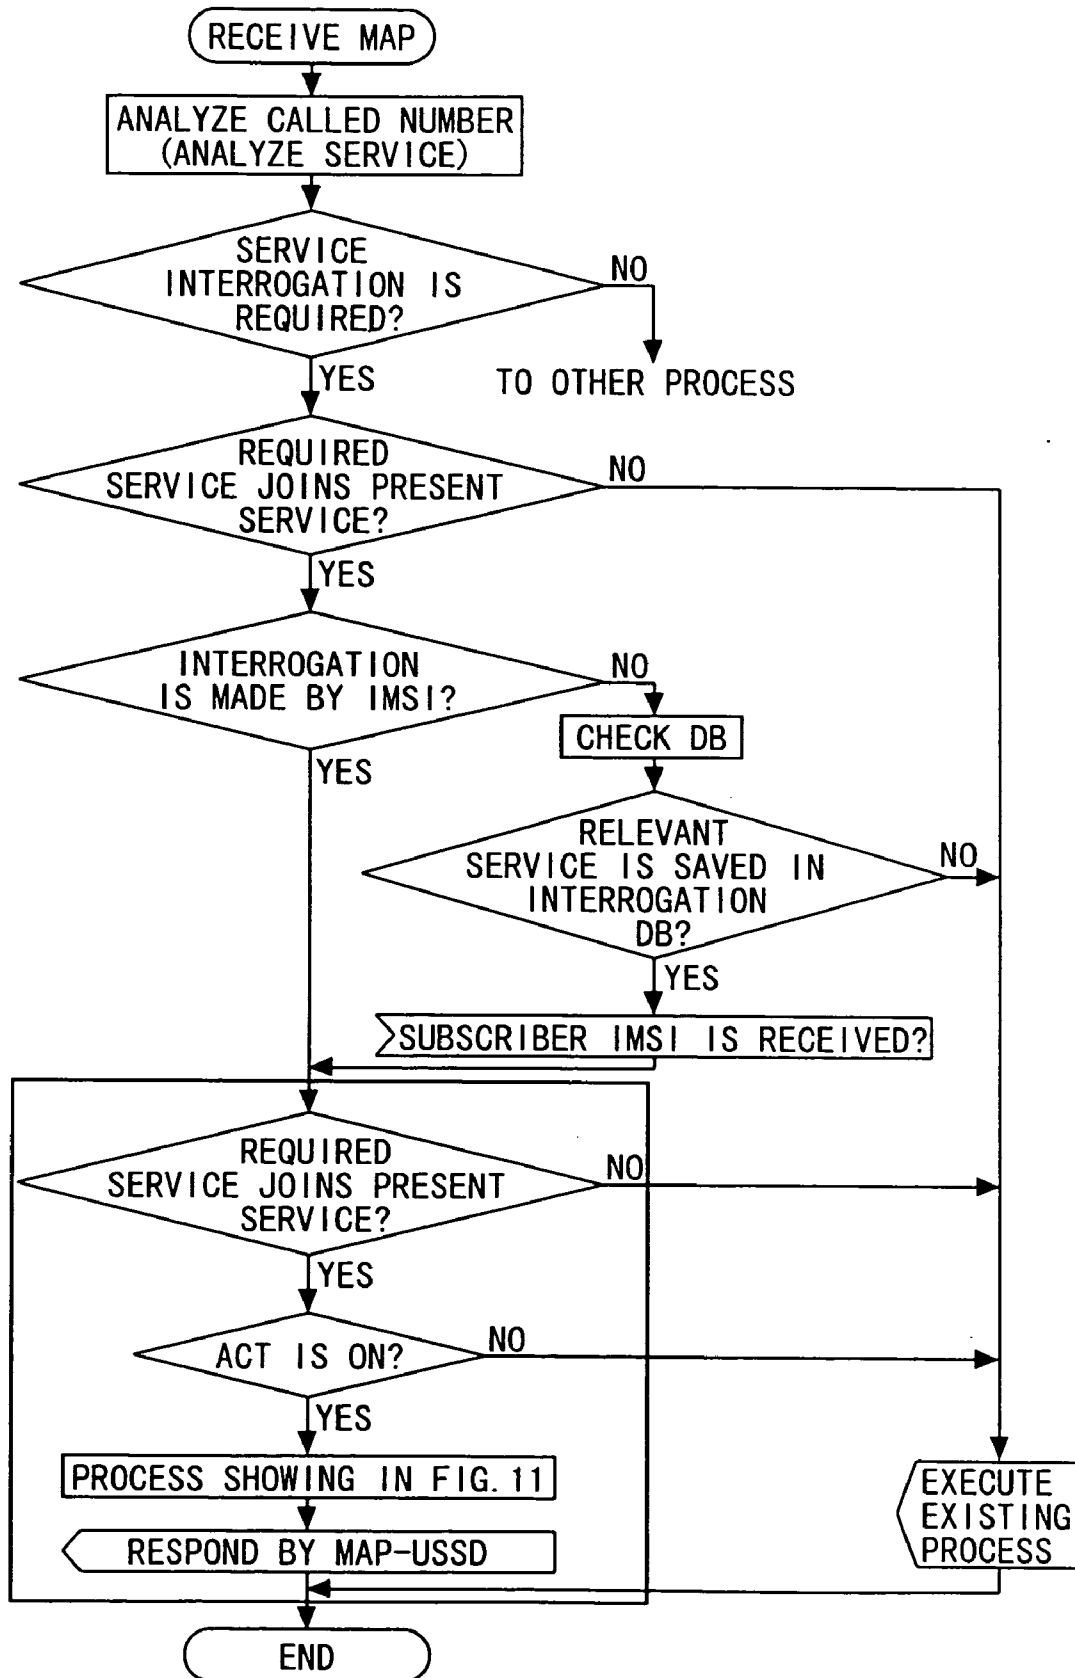 RECEIVE MAP
ANALYZE CALLED NUMBER
(ANALYZE SERVICE)
SERVICE
INTERROGATION IS
REQUIRED?
NO
YES
TO OTHER PROCESS
REQUIRED
SERVICE JOINS PRESENT
SERVICE?
NO
YES
INTERROGATION
IS MADE BY IMSI?
NO
YES
CHECK DB
RELEVANT
SERVICE IS SAVED IN
INTERROGATION
DB?
NO
YES
SUBSCRIBER IMSI IS RECEIVED?
REQUIRED
SERVICE JOINS PRESENT
SERVICE?
NO
YES
ACT IS ON?
NO
YES
PROCESS SHOWING IN FIG. 11
RESPOND BY MAP-USSD
EXECUTE
EXISTING
PROCESS
END